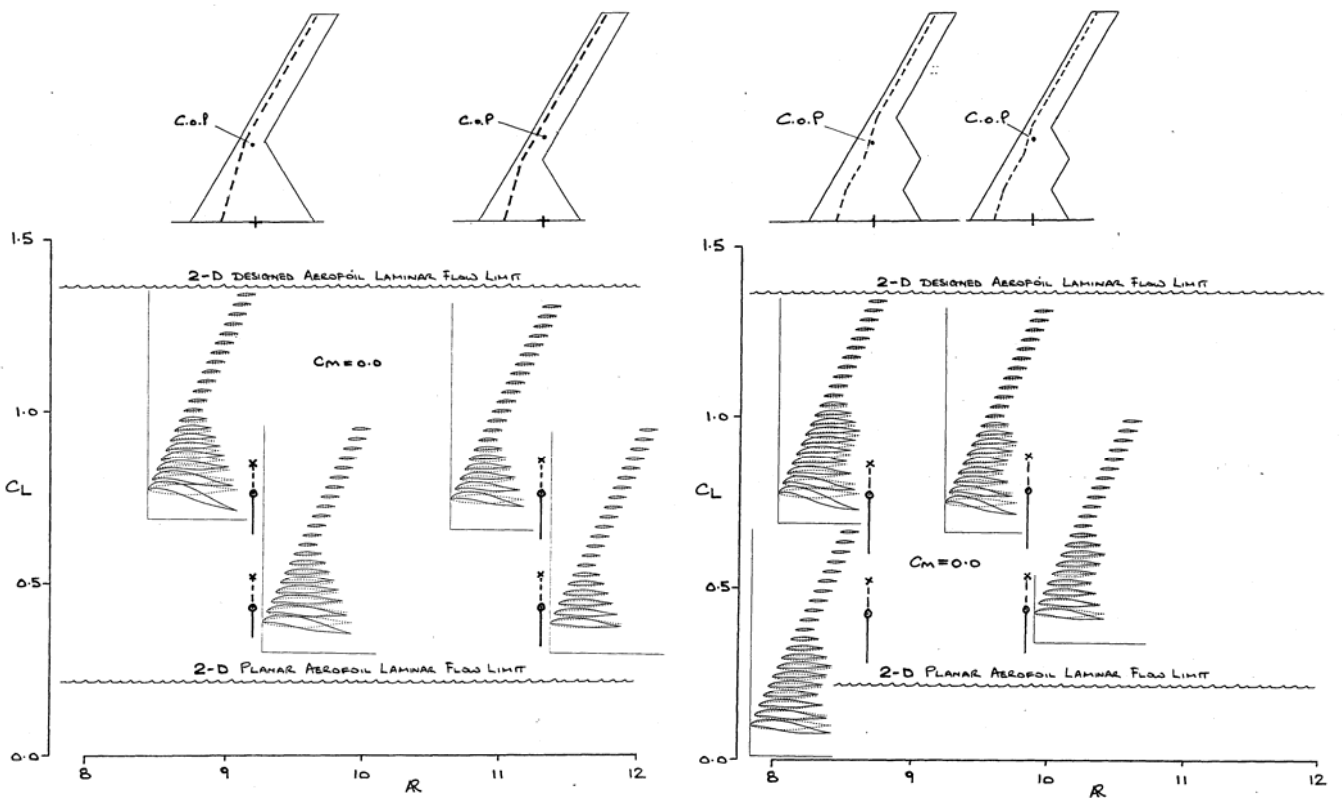 C.o.P
C.o.P
1.5
2-D DESIGNED AEROFOIL LAMINAR FLOW LIMIT
CM = 0.0
1.0
CL
0.5
2-D PLANAR AEROFOIL LAMINAR FLOW LIMIT
0.0
8
9
10
11
12
AR
C.o.P
C.o.P
1.5
2-D DESIGNED AEROFOIL LAMINAR FLOW LIMIT
1.0
CL
CM = 0.0
0.5
2-D PLANAR AEROFOIL LAMINAR FLOW LIMIT
0.0
8
9
10
11
12
AR